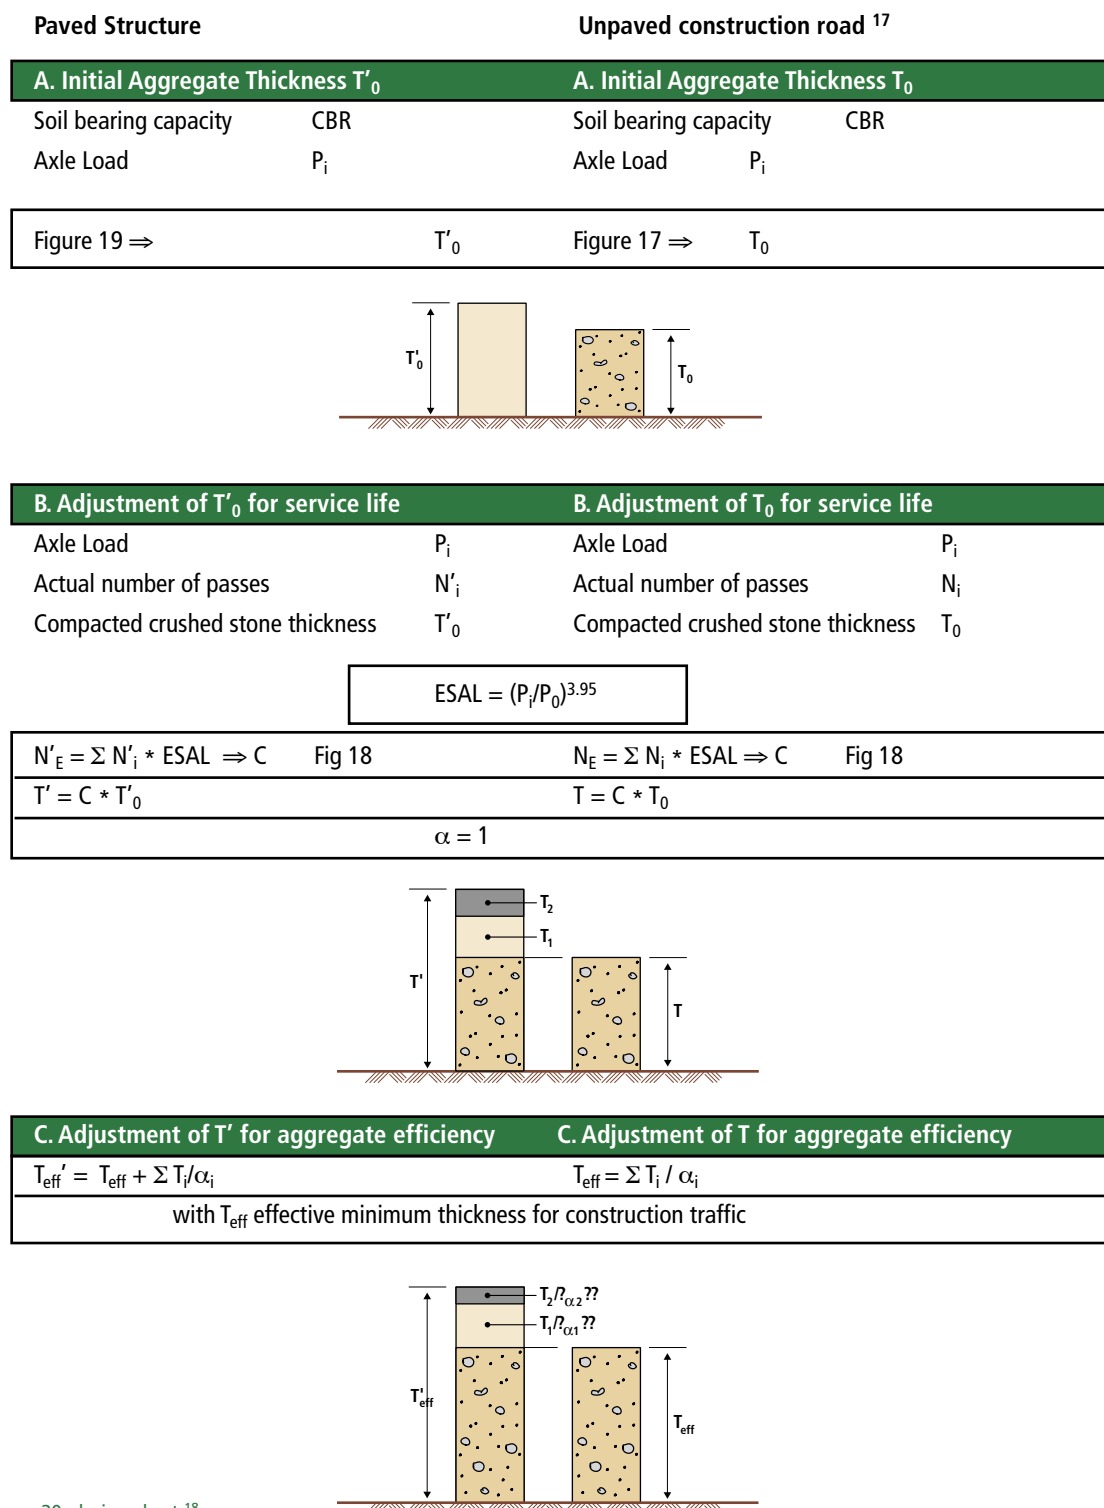 Paved Structure Unpaved construction road 17
A. Initial Aggregate Thickness T′0 A. Initial Aggregate Thickness T0
Soil bearing capacity CBR Soil bearing capacity CBR
Axle Load Pi Axle Load Pi
Figure 19 ⇒ T′0 Figure 17 ⇒ T0
T'0 T0
B. Adjustment of T′0 for service life B. Adjustment of T0 for service life
Axle Load Pi Axle Load Pi
Actual number of passes N′i Actual number of passes Ni
Compacted crushed stone thickness T′0 Compacted crushed stone thickness T0
ESAL = (Pi/P0)3.95
N′E = Σ N′i * ESAL ⇒ C Fig 18 NE = Σ Ni * ESAL ⇒ C Fig 18
T′ = C * T′0 T = C * T0
α = 1
T2
T1
T' T
C. Adjustment of T′ for aggregate efficiency C. Adjustment of T for aggregate efficiency
Teff′ = Teff + Σ Ti/αi Teff = Σ Ti / αi
with Teff effective minimum thickness for construction traffic
T2/?α2??
T1/?α1??
T'eff Teff